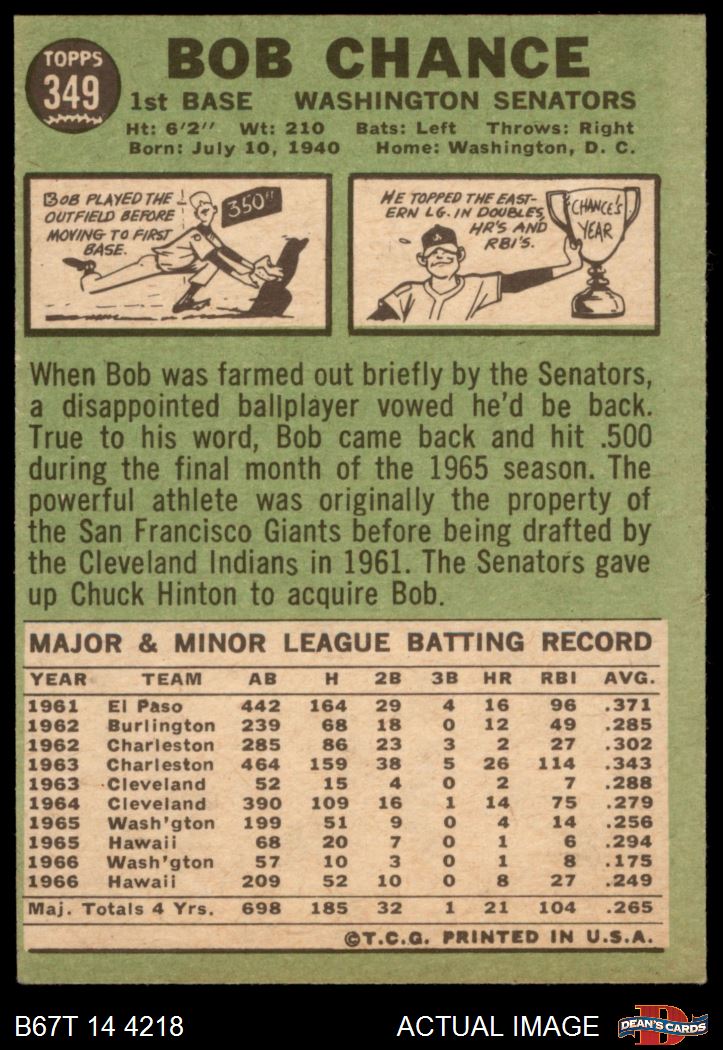 TOPPS
349
BOB CHANCE
1st BASE WASHINGTON SENATORS
Ht: 6'2" Wt: 210 Bats: Left Throws: Right
Born: July 10, 1940 Home: Washington, D. C.
BOB PLAYED THE
OUTFIELD BEFORE
MOVING TO FIRST
BASE.
350 FT
HE TOPPED THE EAST-
ERN LG. IN DOUBLES,
HR'S AND
RBI'S.
CHANCE'S
YEAR
When Bob was farmed out briefly by the Senators,
a disappointed ballplayer vowed he'd be back.
True to his word, Bob came back and hit .500
during the final month of the 1965 season. The
powerful athlete was originally the property of
the San Francisco Giants before being drafted by
the Cleveland Indians in 1961. The Senators gave
up Chuck Hinton to acquire Bob.
MAJOR & MINOR LEAGUE BATTING RECORD
YEAR TEAM AB H 2B 3B HR RBI AVG.
1961 El Paso 442 164 29 4 16 96 .371
1962 Burlington 239 68 18 0 12 49 .285
1962 Charleston 285 86 23 3 2 27 .302
1963 Charleston 464 159 38 5 26 114 .343
1963 Cleveland 52 15 4 0 2 7 .288
1964 Cleveland 390 109 16 1 14 75 .279
1965 Wash'gton 199 51 9 0 4 14 .256
1965 Hawaii 68 20 7 0 1 6 .294
1966 Wash'gton 57 10 3 0 1 8 .175
1966 Hawaii 209 52 10 0 8 27 .249
Maj. Totals 4 Yrs. 698 185 32 1 21 104 .265
©T.C.G. PRINTED IN U.S.A.
B67T 14 4218
ACTUAL IMAGE
DEAN'S CARDS